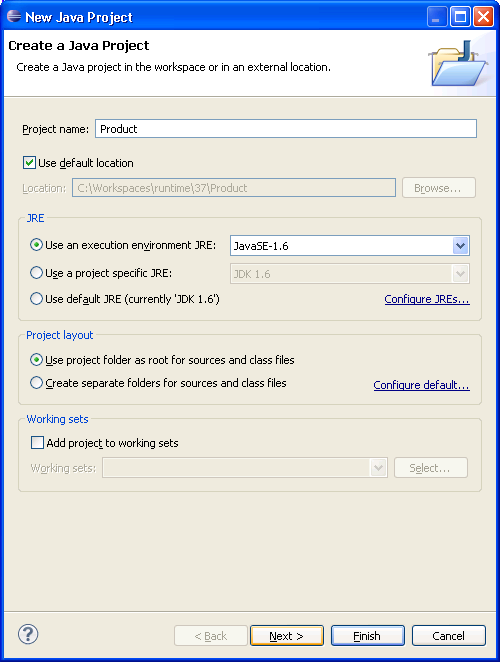 New Java Project
Create a Java Project
Create a Java project in the workspace or in an external location.
Project name: Product
Use default location
Location: C:\Workspaces\runtime\37\Product Browse...
JRE
Use an execution environment JRE: JavaSE-1.6
Use a project specific JRE: JDK 1.6
Use default JRE (currently 'JDK 1.6') Configure JREs...
Project layout
Use project folder as root for sources and class files
Create separate folders for sources and class files Configure default...
Working sets
Add project to working sets
Working sets: Select...
? < Back Next > Finish Cancel